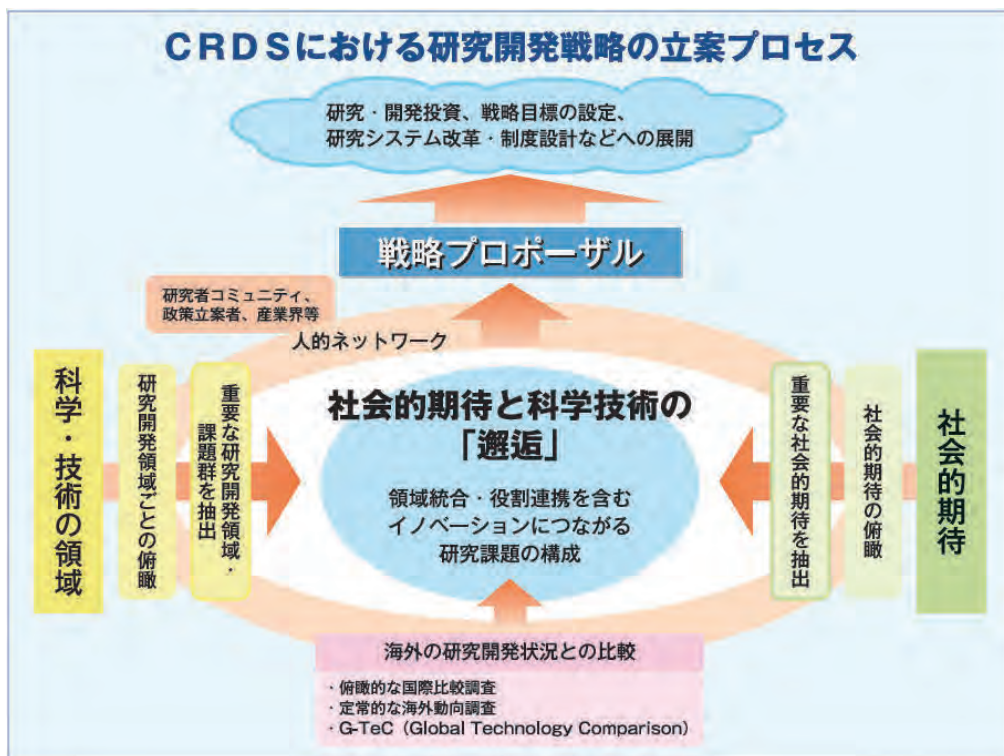 CRDSにおける研究開発戦略の立案プロセス
研究・開発投資、戦略目標の設定、
研究システム改革・制度設計などへの展開
戦略プロポーザル
研究者コミュニティ、
政策立案者、産業界等
人的ネットワーク
科学・技術の領域
研究開発領域ごとの俯瞰
重要な研究開発領域・
課題群を抽出
社会的期待と科学技術の
「邂逅」
領域統合・役割連携を含む
イノベーションにつながる
研究課題の構成
重要な社会的期待を抽出
社会的期待の俯瞰
社会的期待
海外の研究開発状況との比較
・俯瞰的な国際比較調査
・定常的な海外動向調査
・G-TeC（Global Technology Comparison）